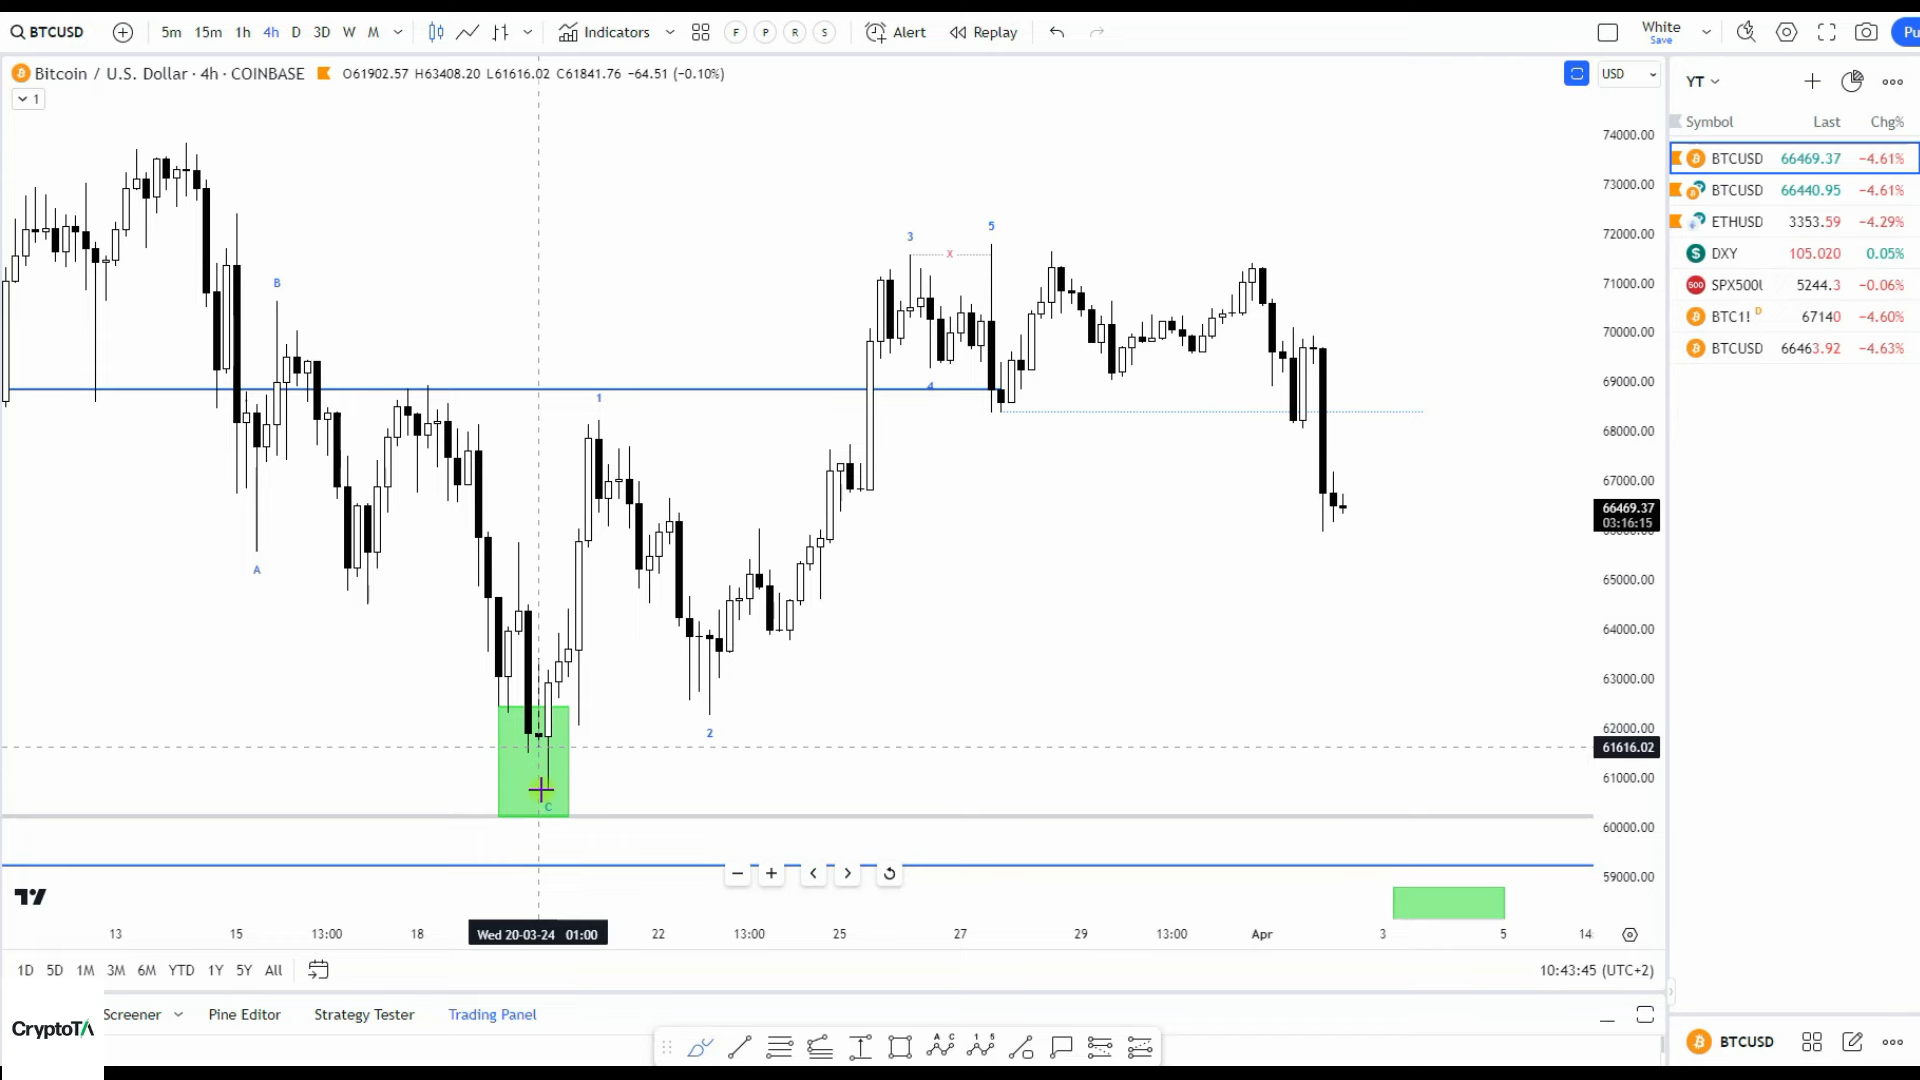 BTCUSD 5m 15m 1h 4h D 3D W M Indicators F P R S Alert Replay White Save Pu
Bitcoin / U.S. Dollar · 4h · COINBASE O61902.57 H63408.20 L61616.02 C61841.76 −64.51 (−0.10%) USD
1
YT
Symbol Last Chg%
BTCUSD 66469.37 −4.61%
BTCUSD 66440.95 −4.61%
ETHUSD 3353.59 −4.29%
DXY 105.020 0.05%
SPX500U 5244.3 −0.06%
BTC1! D 67140 −4.60%
BTCUSD 66463.92 −4.63%
74000.00
73000.00
72000.00
71000.00
70000.00
69000.00
68000.00
67000.00
66469.37
03:16:15
65000.00
64000.00
63000.00
62000.00
61616.02
61000.00
60000.00
59000.00
5
3
X
B
4
1
A
2
C
13 15 13:00 18 Wed 20-03-24 01:00 22 13:00 25 27 29 13:00 Apr 3 5 14:
1D 5D 1M 3M 6M YTD 1Y 5Y All 10:43:45 (UTC+2)
Screener Pine Editor Strategy Tester Trading Panel
CryptoTA
BTCUSD